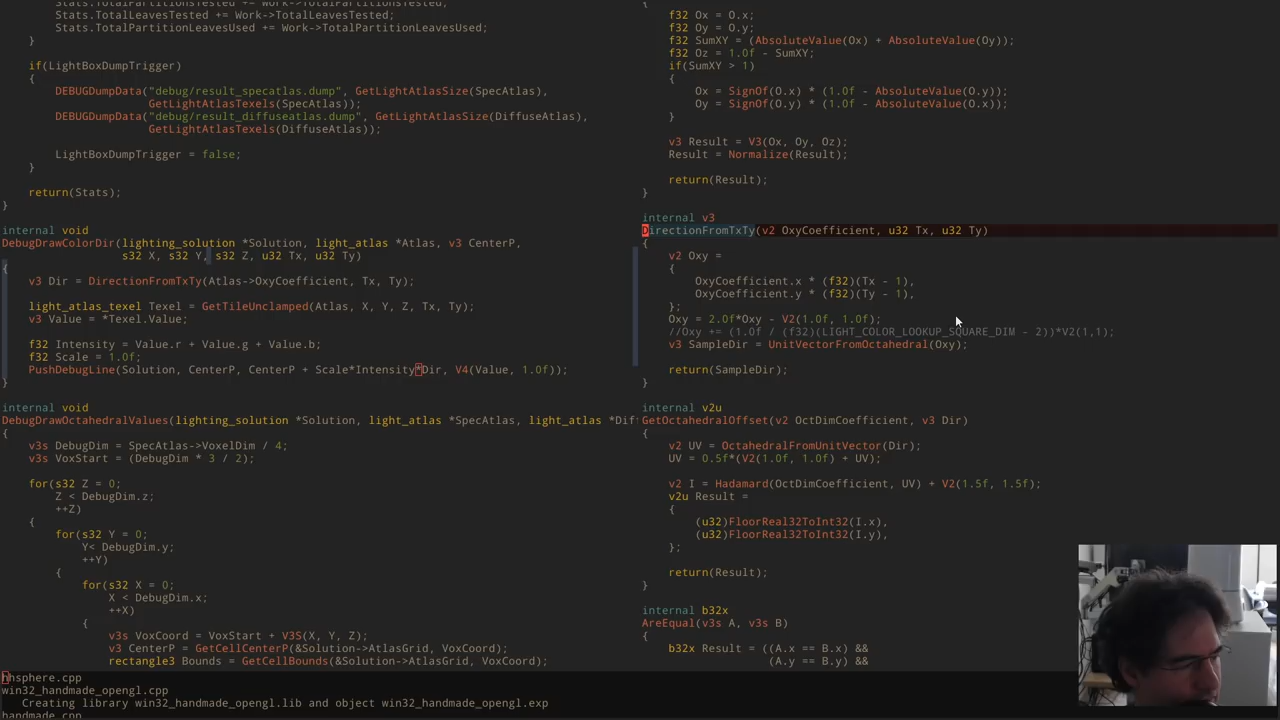 Stats.TotalPartitionsTested += Work->TotalPartitionsTested;
Stats.TotalLeavesTested += Work->TotalLeavesTested;
Stats.TotalPartitionLeavesUsed += Work->TotalPartitionLeavesUsed;
}
if(LightBoxDumpTrigger)
{
DEBUGDumpData("debug/result_specatlas.dump", GetLightAtlasSize(SpecAtlas),
GetLightAtlasTexels(SpecAtlas));
DEBUGDumpData("debug/result_diffuseatlas.dump", GetLightAtlasSize(DiffuseAtlas),
GetLightAtlasTexels(DiffuseAtlas));
LightBoxDumpTrigger = false;
}
return(Stats);
}
internal void
DebugDrawColorDir(lighting_solution *Solution, light_atlas *Atlas, v3 CenterP,
s32 X, s32 Y, s32 Z, u32 Tx, u32 Ty)
{
v3 Dir = DirectionFromTxTy(Atlas->OxyCoefficient, Tx, Ty);
light_atlas_texel Texel = GetTileUnclamped(Atlas, X, Y, Z, Tx, Ty);
v3 Value = *Texel.Value;
f32 Intensity = Value.r + Value.g + Value.b;
f32 Scale = 1.0f;
PushDebugLine(Solution, CenterP, CenterP + Scale*Intensity*Dir, V4(Value, 1.0f));
}
internal void
DebugDrawOctahedralValues(lighting_solution *Solution, light_atlas *SpecAtlas, light_atlas *Dif
{
v3s DebugDim = SpecAtlas->VoxelDim / 4;
v3s VoxStart = (DebugDim * 3 / 2);
for(s32 Z = 0;
Z < DebugDim.z;
++Z)
{
for(s32 Y = 0;
Y< DebugDim.y;
++Y)
{
for(s32 X = 0;
X < DebugDim.x;
++X)
{
v3s VoxCoord = VoxStart + V3S(X, Y, Z);
v3 CenterP = GetCellCenterP(&Solution->AtlasGrid, VoxCoord);
rectangle3 Bounds = GetCellBounds(&Solution->AtlasGrid, VoxCoord);
{
f32 Ox = O.x;
f32 Oy = O.y;
f32 SumXY = (AbsoluteValue(Ox) + AbsoluteValue(Oy));
f32 Oz = 1.0f - SumXY;
if(SumXY > 1)
{
Ox = SignOf(O.x) * (1.0f - AbsoluteValue(O.y));
Oy = SignOf(O.y) * (1.0f - AbsoluteValue(O.x));
}
v3 Result = V3(Ox, Oy, Oz);
Result = Normalize(Result);
return(Result);
}
internal v3
DirectionFromTxTy(v2 OxyCoefficient, u32 Tx, u32 Ty)
{
v2 Oxy =
{
OxyCoefficient.x * (f32)(Tx - 1),
OxyCoefficient.y * (f32)(Ty - 1),
};
Oxy = 2.0f*Oxy - V2(1.0f, 1.0f);
//Oxy += (1.0f / (f32)(LIGHT_COLOR_LOOKUP_SQUARE_DIM - 2))*V2(1,1);
v3 SampleDir = UnitVectorFromOctahedral(Oxy);
return(SampleDir);
}
internal v2u
GetOctahedralOffset(v2 OctDimCoefficient, v3 Dir)
{
v2 UV = OctahedralFromUnitVector(Dir);
UV = 0.5f*(V2(1.0f, 1.0f) + UV);
v2 I = Hadamard(OctDimCoefficient, UV) + V2(1.5f, 1.5f);
v2u Result =
{
(u32)FloorReal32ToInt32(I.x),
(u32)FloorReal32ToInt32(I.y),
};
return(Result);
}
internal b32x
AreEqual(v3s A, v3s B)
{
b32x Result = ((A.x == B.x) &&
(A.y == B.y) &&
hhsphere.cpp
win32_handmade_opengl.cpp
Creating library win32_handmade_opengl.lib and object win32_handmade_opengl.exp
handmade.cpp